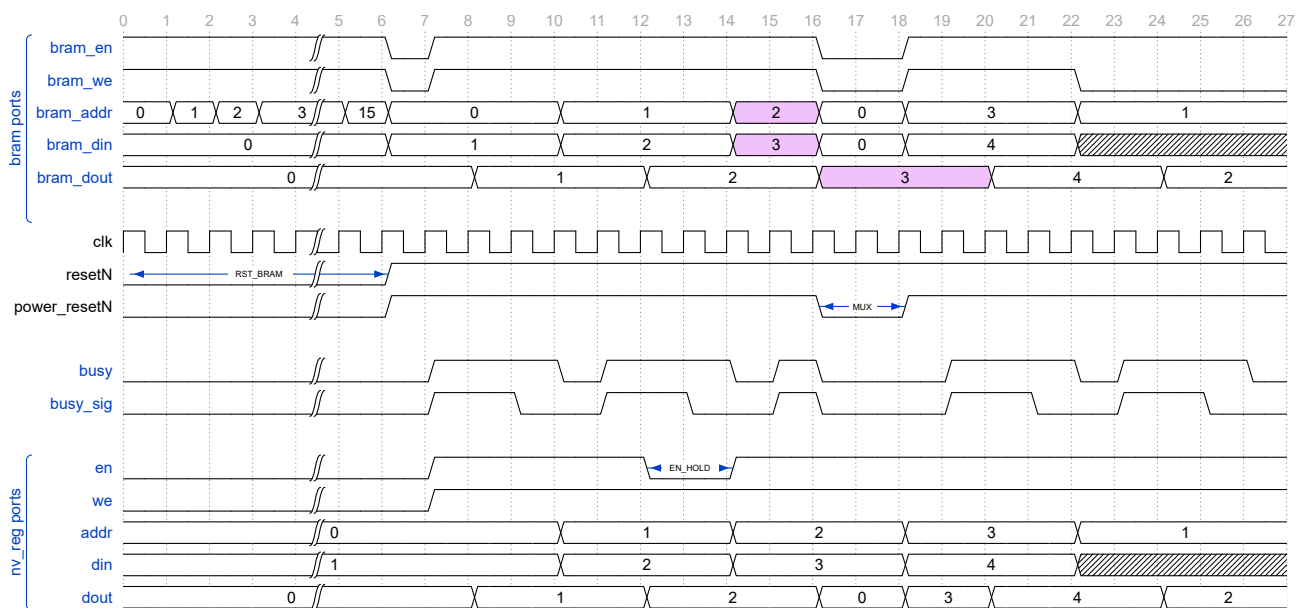 0 1 2 3 4 5 6 7 8 9 10 11 12 13 14 15 16 17 18 19 20 21 22 23 24 25 26 27
bram ports
bram_en
bram_we
bram_addr 0 1 2 3 15 0 1 2 0 3 1
bram_din 0 1 2 3 0 4
bram_dout 0 1 2 3 4 2
clk
resetN RST_BRAM
power_resetN MUX
busy
busy_sig
nv_reg ports
en EN_HOLD
we
addr 0 1 2 3 1
din 1 2 3 4
dout 0 1 2 0 3 4 2